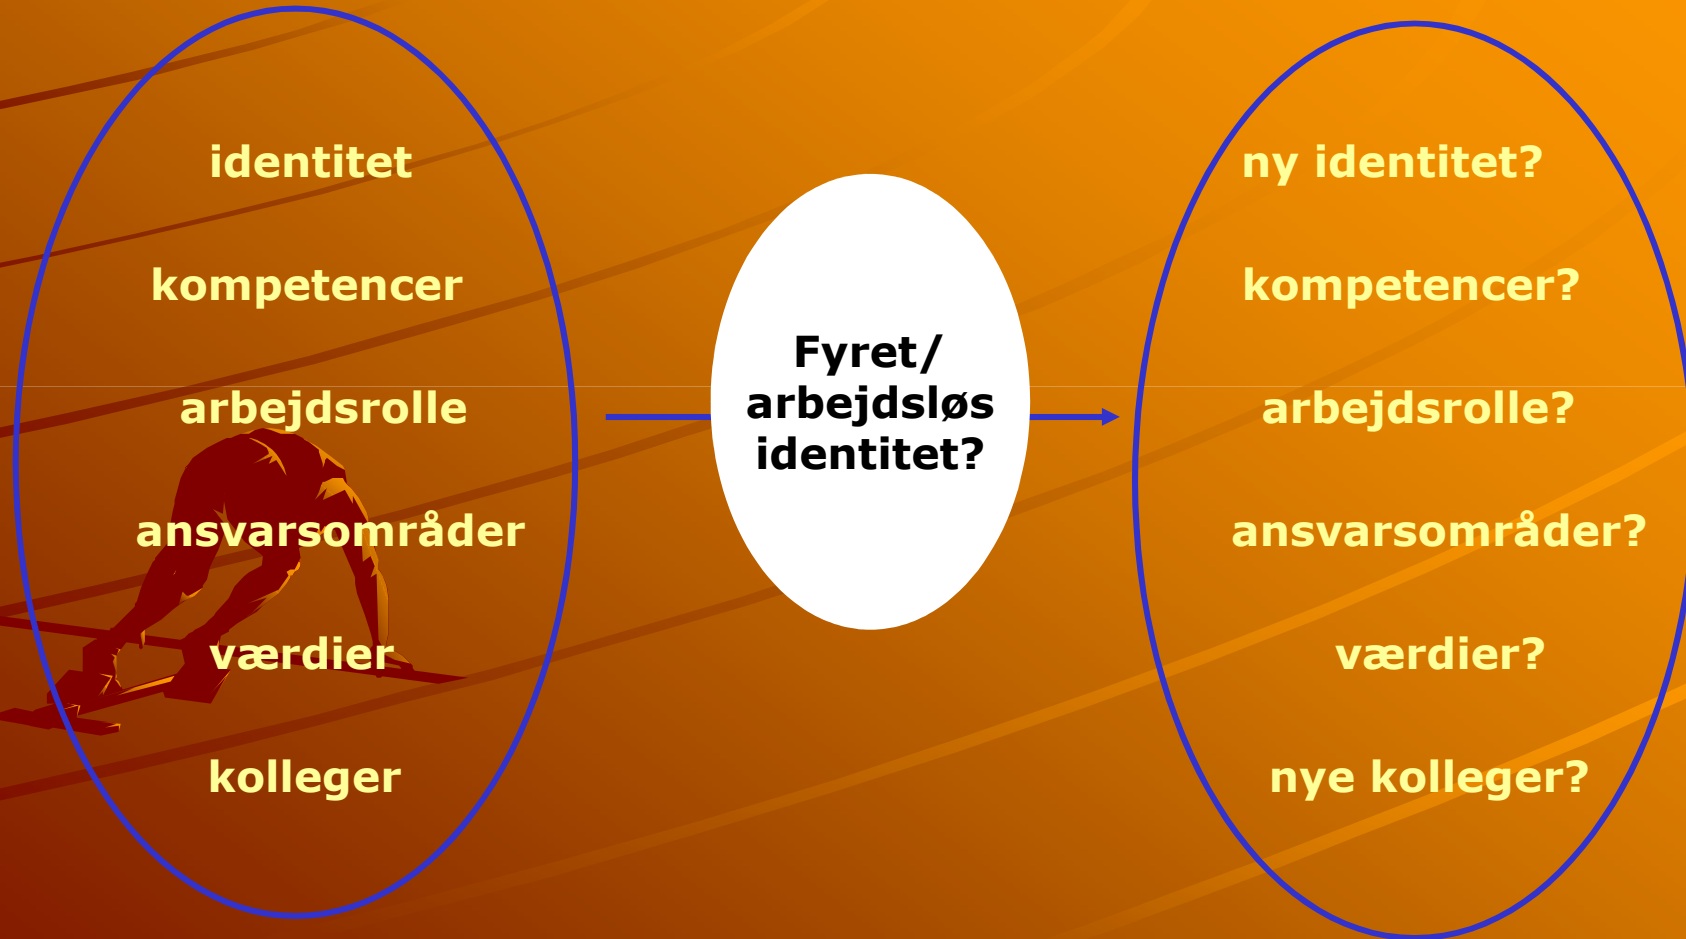 identitet
kompetencer
arbejdsrolle
ansvarsområder
værdier
kolleger
Fyret/
arbejdsløs
identitet?
ny identitet?
kompetencer?
arbejdsrolle?
ansvarsområder?
værdier?
nye kolleger?